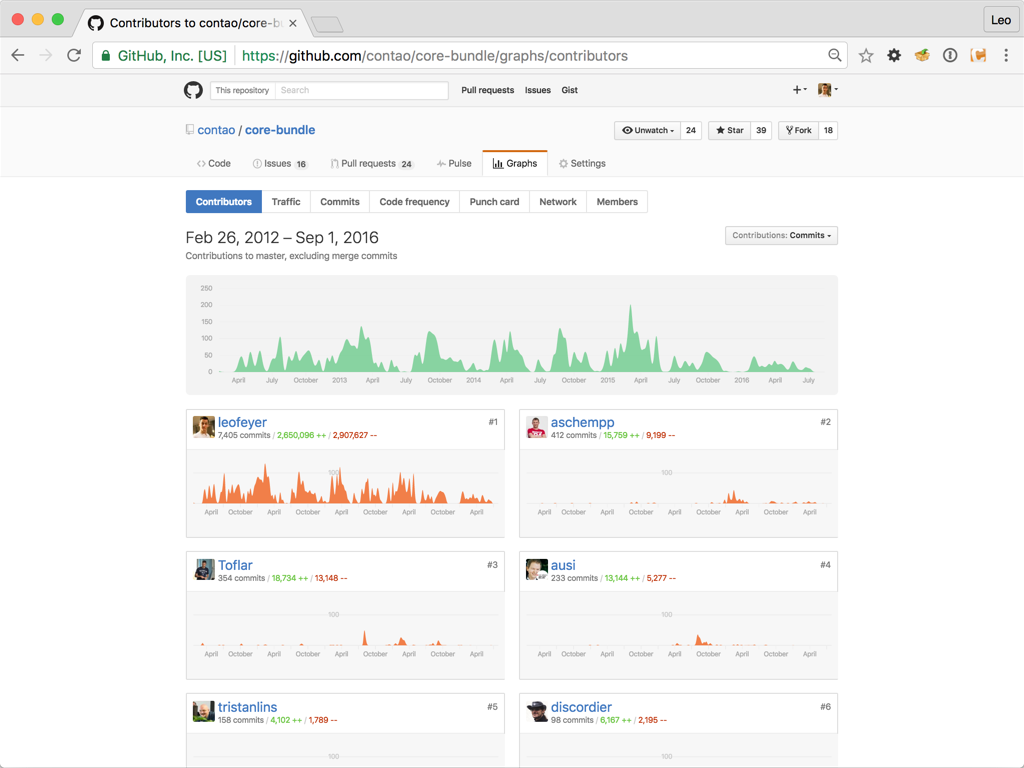 Contributors to contao/core-b
Leo
GitHub, Inc. [US] https://github.com/contao/core-bundle/graphs/contributors
This repository Search Pull requests Issues Gist
contao / core-bundle
Unwatch 24 Star 39 Fork 18
Code Issues 16 Pull requests 24 Pulse Graphs Settings
Contributors Traffic Commits Code frequency Punch card Network Members
Feb 26, 2012 – Sep 1, 2016
Contributions: Commits
Contributions to master, excluding merge commits
250
200
150
100
50
0
April July October 2013 April July October 2014 April July October 2015 April July October 2016 April July
leofeyer #1
7,405 commits / 2,650,096 ++ / 2,907,627 --
100
April October April October April October April October April
aschempp #2
412 commits / 15,759 ++ / 9,199 --
100
April October April October April October April October April
Toflar #3
354 commits / 18,734 ++ / 13,148 --
100
April October April October April October April October April
ausi #4
233 commits / 13,144 ++ / 5,277 --
100
April October April October April October April October April
tristanlins #5
158 commits / 4,102 ++ / 1,789 --
100
discordier #6
98 commits / 6,167 ++ / 2,195 --
100